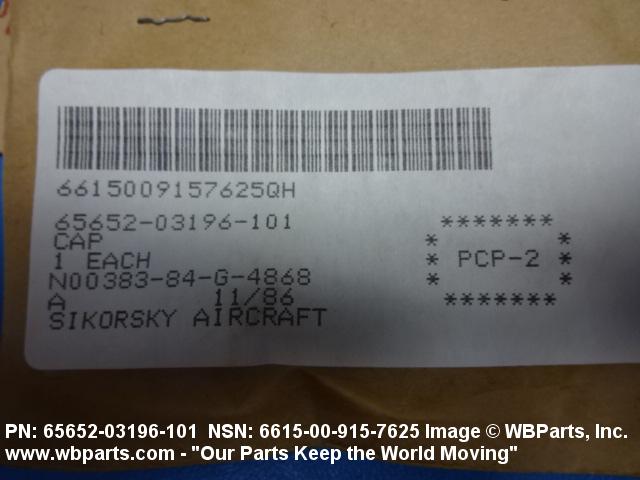 6615009157625QH
65652-03196-101
CAP
1 EACH
N00383-84-G-4868
A 11/86
SIKORSKY AIRCRAFT
*******
* *
* PCP-2 *
* *
*******
PN: 65652-03196-101 NSN: 6615-00-915-7625 Image © WBParts, Inc.
www.wbparts.com - "Our Parts Keep the World Moving"